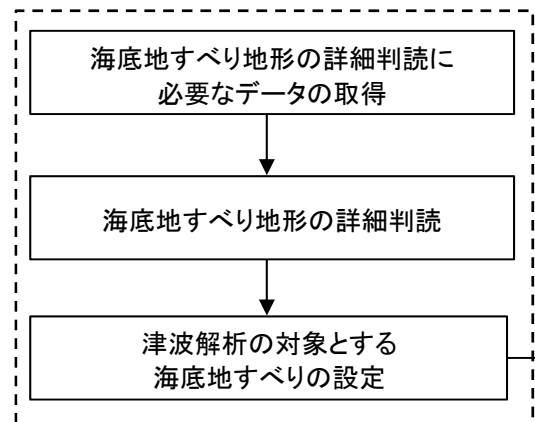 海底地すべり地形の詳細判読に
必要なデータの取得
海底地すべり地形の詳細判読
津波解析の対象とする
海底地すべりの設定